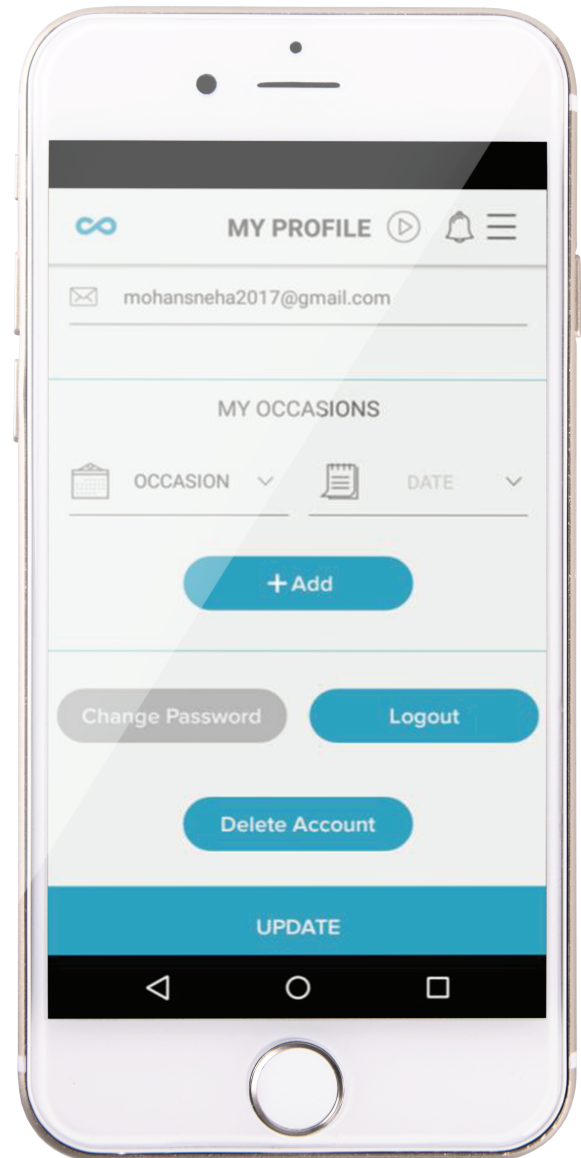 MY PROFILE
mohansneha2017@gmail.com
MY OCCASIONS
OCCASION DATE
+ Add
Change Password Logout
Delete Account
UPDATE